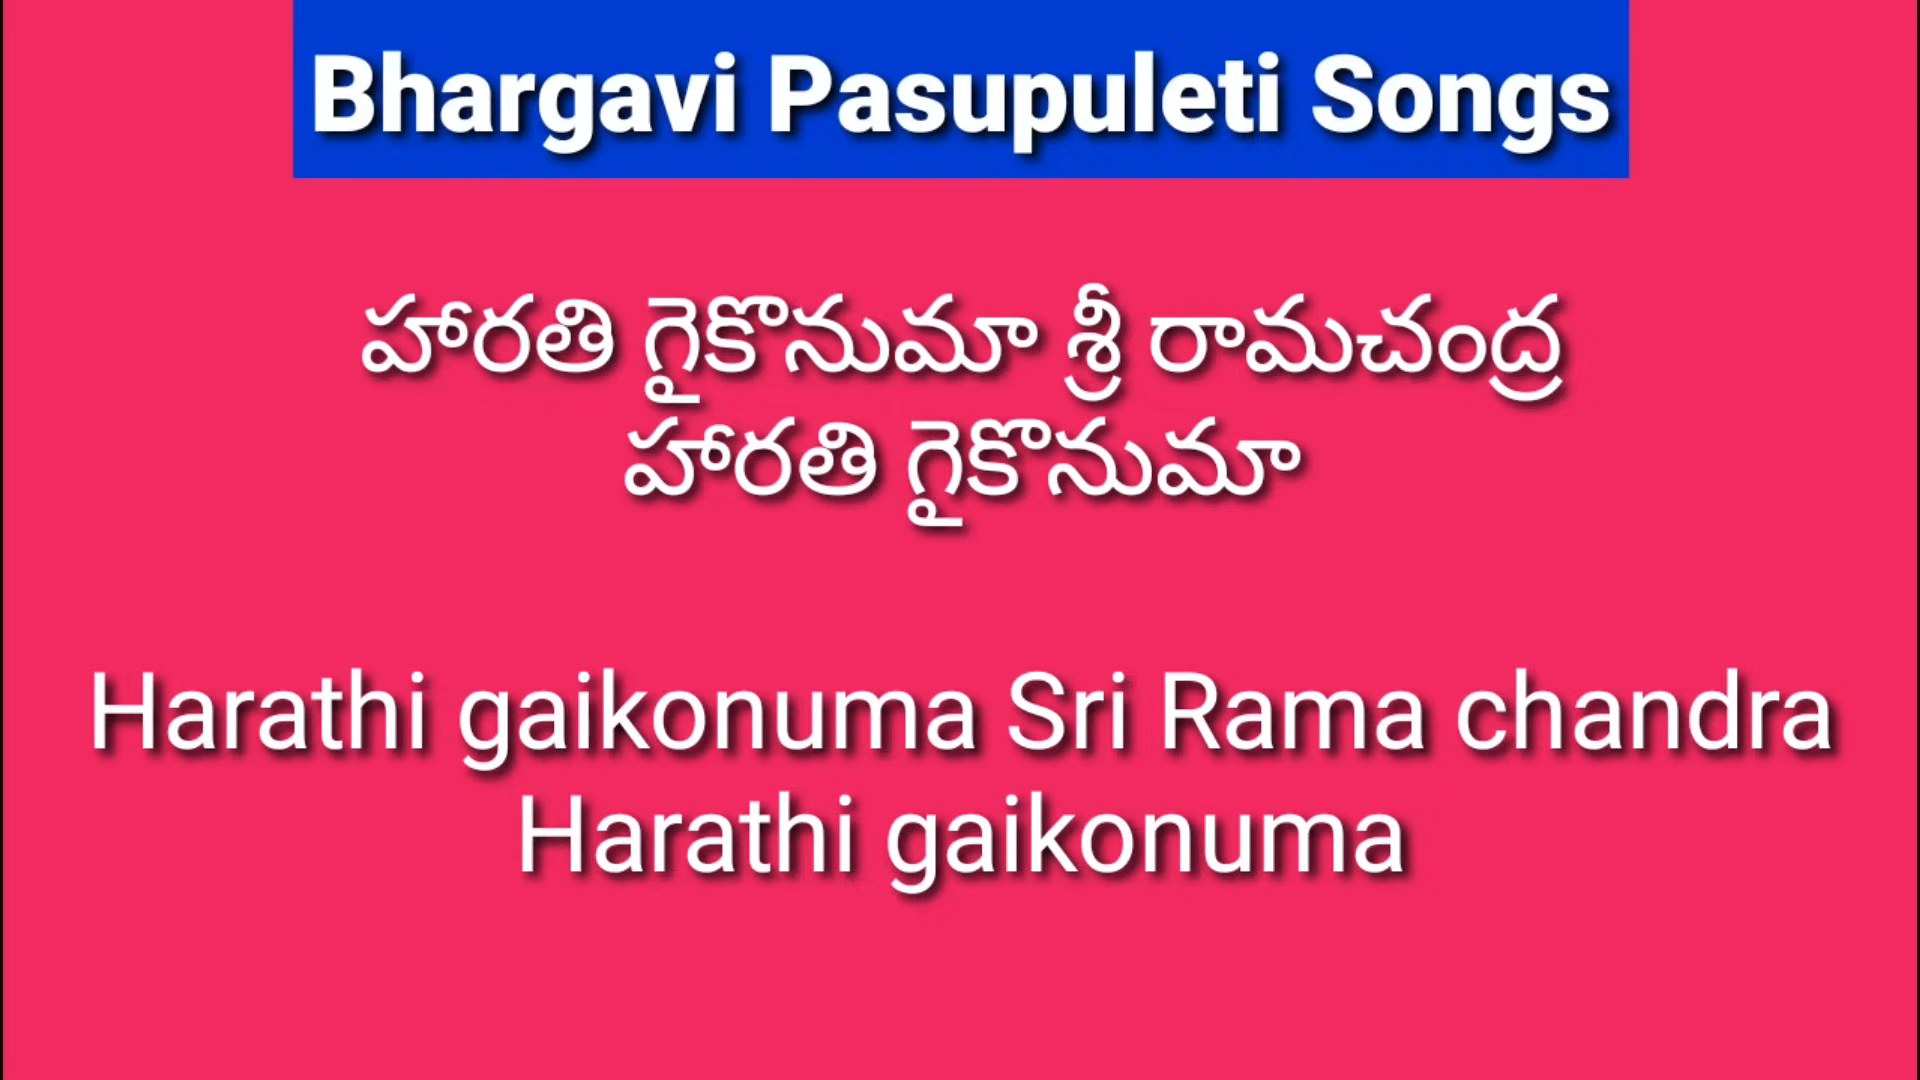 Bhargavi Pasupuleti Songs
హారతి గైకొనుమా శ్రీ రామచంద్ర
హారతి గైకొనుమా
Harathi gaikonuma Sri Rama chandra
Harathi gaikonuma